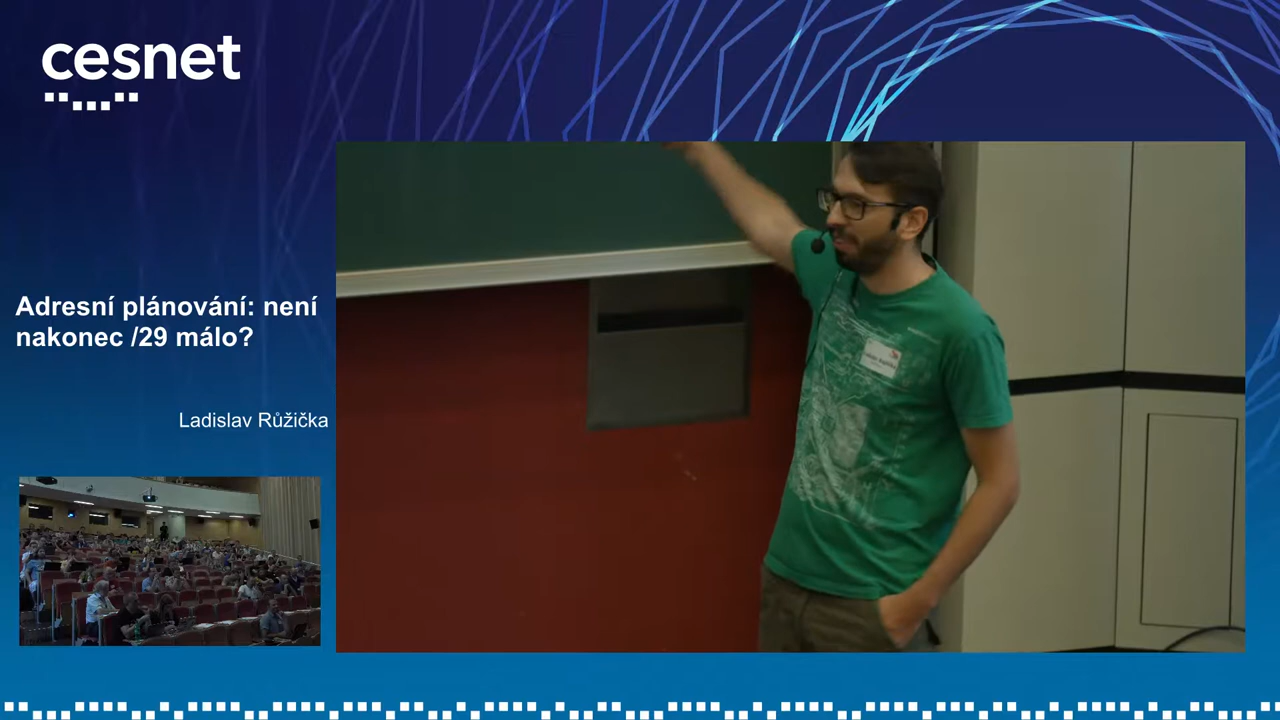 cesnet
Adresní plánování: není
nakonec /29 málo?
Ladislav Růžička